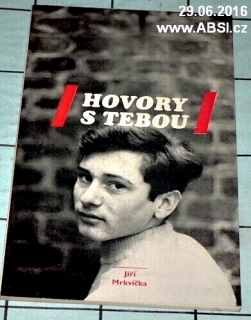 29.06.2016
www.ABSI.cz
HOVORY
S TEBOU
Jiří
Mrkvička